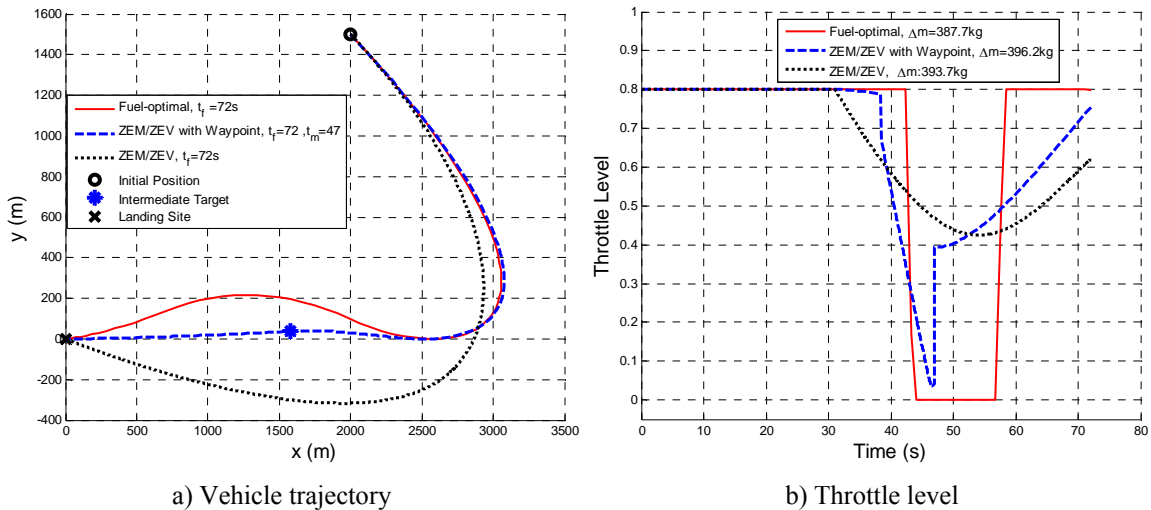 1600
1400
1200
1000
800
600
400
200
0
-200
-400
y (m)
Fuel-optimal, t_f =72s
ZEM/ZEV with Waypoint, t_f=72 ,t_m=47
ZEM/ZEV, t_f=72s
Initial Position
Intermediate Target
Landing Site
0 500 1000 1500 2000 2500 3000 3500
x (m)
a) Vehicle trajectory
1
0.9
0.8
0.7
0.6
0.5
0.4
0.3
0.2
0.1
0
Throttle Level
Fuel-optimal, Δm=387.7kg
ZEM/ZEV with Waypoint, Δm=396.2kg
ZEM/ZEV, Δm:393.7kg
0 10 20 30 40 50 60 70 80
Time (s)
b) Throttle level